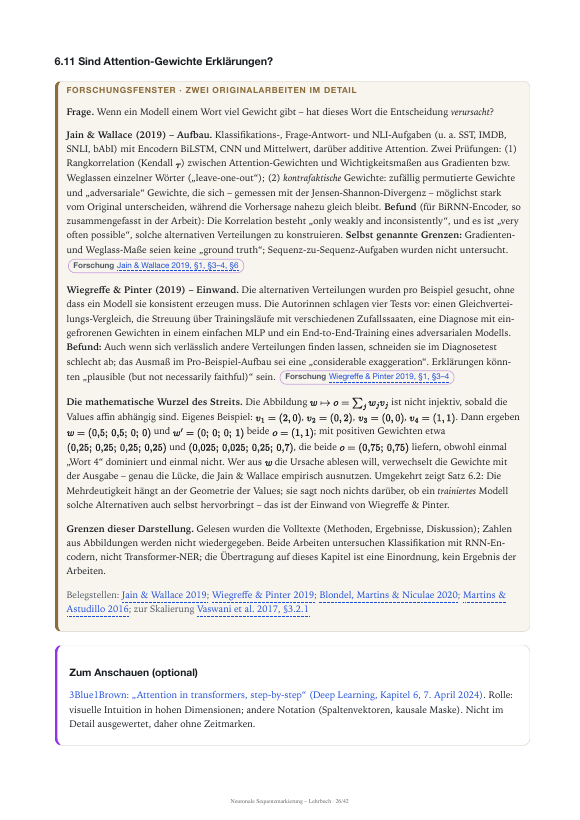 6.11 Sind Attention-Gewichte Erklärungen?
FORSCHUNGSFENSTER · ZWEI ORIGINALARBEITEN IM DETAIL
Frage. Wenn ein Modell einem Wort viel Gewicht gibt – hat dieses Wort die Entscheidung verursacht?
Jain & Wallace (2019) – Aufbau. Klassifikations-, Frage-Antwort- und NLI-Aufgaben (u. a. SST, IMDB,
SNLI, bAbI) mit Encodern BiLSTM, CNN und Mittelwert, darüber additive Attention. Zwei Prüfungen: (1)
Rangkorrelation (Kendall τ) zwischen Attention-Gewichten und Wichtigkeitsmaßen aus Gradienten bzw.
Weglassen einzelner Wörter („leave-one-out“); (2) kontrafaktische Gewichte: zufällig permutierte Gewichte
und „adversariale“ Gewichte, die sich – gemessen mit der Jensen-Shannon-Divergenz – möglichst stark
vom Original unterscheiden, während die Vorhersage nahezu gleich bleibt. Befund (für BiRNN-Encoder, so
zusammengefasst in der Arbeit): Die Korrelation besteht „only weakly and inconsistently“, und es ist „very
often possible“, solche alternativen Verteilungen zu konstruieren. Selbst genannte Grenzen: Gradienten-
und Weglass-Maße seien keine „ground truth“; Sequenz-zu-Sequenz-Aufgaben wurden nicht untersucht.
Forschung Jain & Wallace 2019, §1, §3–4, §6
Wiegreffe & Pinter (2019) – Einwand. Die alternativen Verteilungen wurden pro Beispiel gesucht, ohne
dass ein Modell sie konsistent erzeugen muss. Die Autorinnen schlagen vier Tests vor: einen Gleichvertei-
lungs-Vergleich, die Streuung über Trainingsläufe mit verschiedenen Zufallssaaten, eine Diagnose mit ein-
gefrorenen Gewichten in einem einfachen MLP und ein End-to-End-Training eines adversarialen Modells.
Befund: Auch wenn sich verlässlich andere Verteilungen finden lassen, schneiden sie im Diagnosetest
schlecht ab; das Ausmaß im Pro-Beispiel-Aufbau sei eine „considerable exaggeration“. Erklärungen könn-
ten „plausible (but not necessarily faithful)“ sein. Forschung Wiegreffe & Pinter 2019, §1, §3–4
Die mathematische Wurzel des Streits. Die Abbildung w ↦ o = ∑ⱼ wⱼvⱼ ist nicht injektiv, sobald die
Values affin abhängig sind. Eigenes Beispiel: v₁ = (2, 0), v₂ = (0, 2), v₃ = (0, 0), v₄ = (1, 1). Dann ergeben
w = (0,5; 0,5; 0; 0) und w′ = (0; 0; 0; 1) beide o = (1, 1); mit positiven Gewichten etwa
(0,25; 0,25; 0,25; 0,25) und (0,025; 0,025; 0,25; 0,7), die beide o = (0,75; 0,75) liefern, obwohl einmal
„Wort 4“ dominiert und einmal nicht. Wer aus w die Ursache ablesen will, verwechselt die Gewichte mit
der Ausgabe – genau die Lücke, die Jain & Wallace empirisch ausnutzen. Umgekehrt zeigt Satz 6.2: Die
Mehrdeutigkeit hängt an der Geometrie der Values; sie sagt noch nichts darüber, ob ein trainiertes Modell
solche Alternativen auch selbst hervorbringt – das ist der Einwand von Wiegreffe & Pinter.
Grenzen dieser Darstellung. Gelesen wurden die Volltexte (Methoden, Ergebnisse, Diskussion); Zahlen
aus Abbildungen werden nicht wiedergegeben. Beide Arbeiten untersuchen Klassifikation mit RNN-En-
codern, nicht Transformer-NER; die Übertragung auf dieses Kapitel ist eine Einordnung, kein Ergebnis der
Arbeiten.
Belegstellen: Jain & Wallace 2019; Wiegreffe & Pinter 2019; Blondel, Martins & Niculae 2020; Martins &
Astudillo 2016; zur Skalierung Vaswani et al. 2017, §3.2.1
Zum Anschauen (optional)
3Blue1Brown: „Attention in transformers, step-by-step“ (Deep Learning, Kapitel 6, 7. April 2024). Rolle:
visuelle Intuition in hohen Dimensionen; andere Notation (Spaltenvektoren, kausale Maske). Nicht im
Detail ausgewertet, daher ohne Zeitmarken.
Neuronale Sequenzmarkierung – Lehrbuch · 26/42